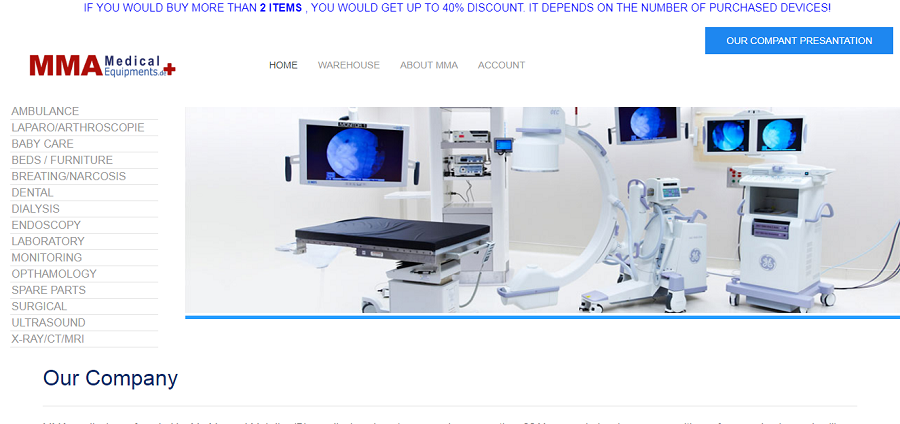 IF YOU WOULD BUY MORE THAN 2 ITEMS , YOU WOULD GET UP TO 40% DISCOUNT. IT DEPENDS ON THE NUMBER OF PURCHASED DEVICES!
OUR COMPANT PRESANTATION
MMA Medical Equipments.ar
HOME WAREHOUSE ABOUT MMA ACCOUNT
AMBULANCE
LAPARO/ARTHROSCOPIE
BABY CARE
BEDS / FURNITURE
BREATING/NARCOSIS
DENTAL
DIALYSIS
ENDOSCOPY
LABORATORY
MONITORING
OPTHAMOLOGY
SPARE PARTS
SURGICAL
ULTRASOUND
X-RAY/CT/MRI
Our Company